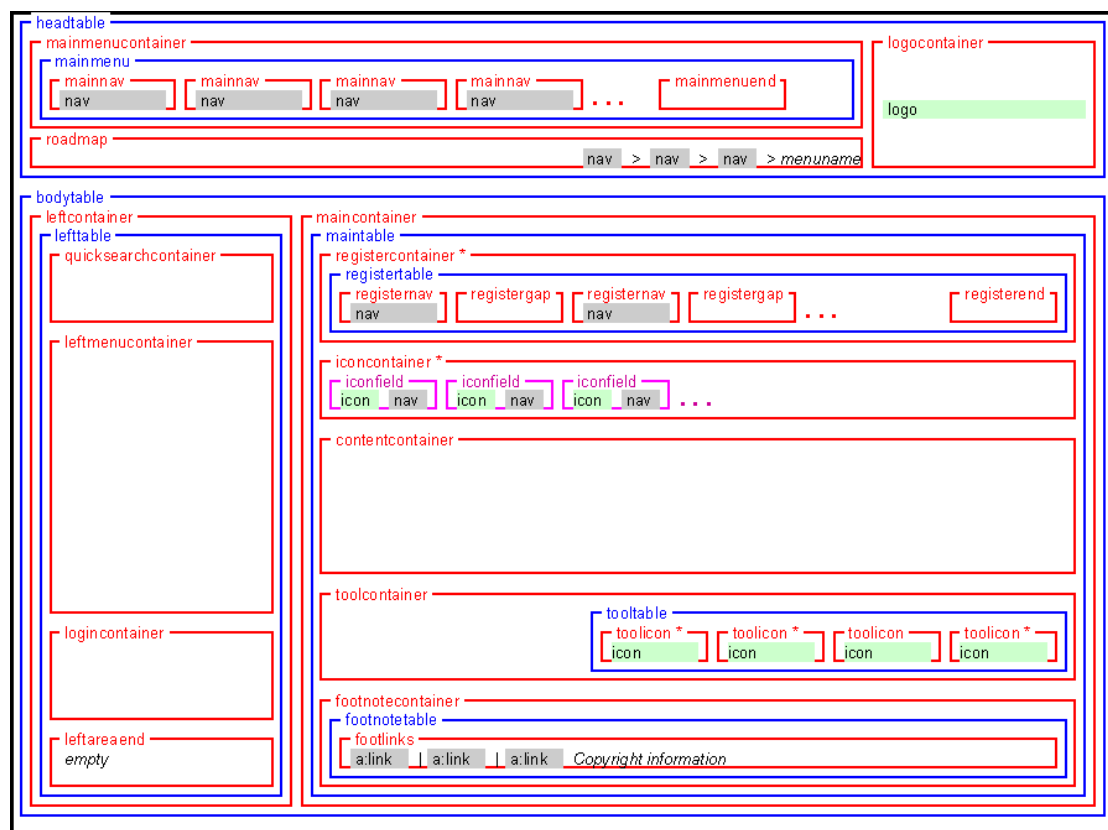 headtable
mainmenucontainer
logocontainer
mainmenu
mainnav mainnav mainnav mainnav mainmenuend
nav nav nav nav ...
logo
roadmap
nav > nav > nav > menuname
bodytable
leftcontainer
lefttable
quicksearchcontainer
leftmenucontainer
logincontainer
leftareaend
empty
maincontainer
maintable
registercontainer *
registertable
registernav registergap registernav registergap registerend
nav nav ...
iconcontainer *
iconfield iconfield iconfield
icon nav icon nav icon nav ...
contentcontainer
toolcontainer
tooltable
toolicon * toolicon * toolicon toolicon *
icon icon icon icon
footnotecontainer
footnotetable
footlinks
a:link | a:link | a:link Copyright information